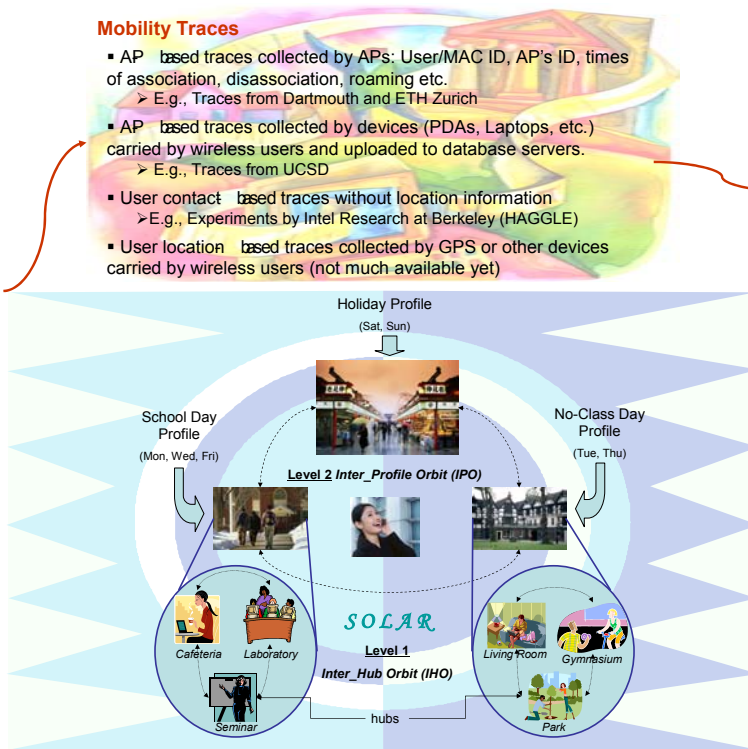 Mobility Traces
▪ AP based traces collected by APs: User/MAC ID, AP's ID, times
of association, disassociation, roaming etc.
➢ E.g., Traces from Dartmouth and ETH Zurich
▪ AP based traces collected by devices (PDAs, Laptops, etc.)
carried by wireless users and uploaded to database servers.
➢ E.g., Traces from UCSD
▪ User contact- based traces without location information
➢E.g., Experiments by Intel Research at Berkeley (HAGGLE)
▪ User location- based traces collected by GPS or other devices
carried by wireless users (not much available yet)
Holiday Profile
(Sat, Sun)
School Day
Profile
(Mon, Wed, Fri)
No-Class Day
Profile
(Tue, Thu)
Level 2 Inter_Profile Orbit (IPO)
SOLAR
Level 1
Inter_Hub Orbit (IHO)
Cafeteria
Laboratory
Seminar
Living Room
Gymnasium
Park
hubs